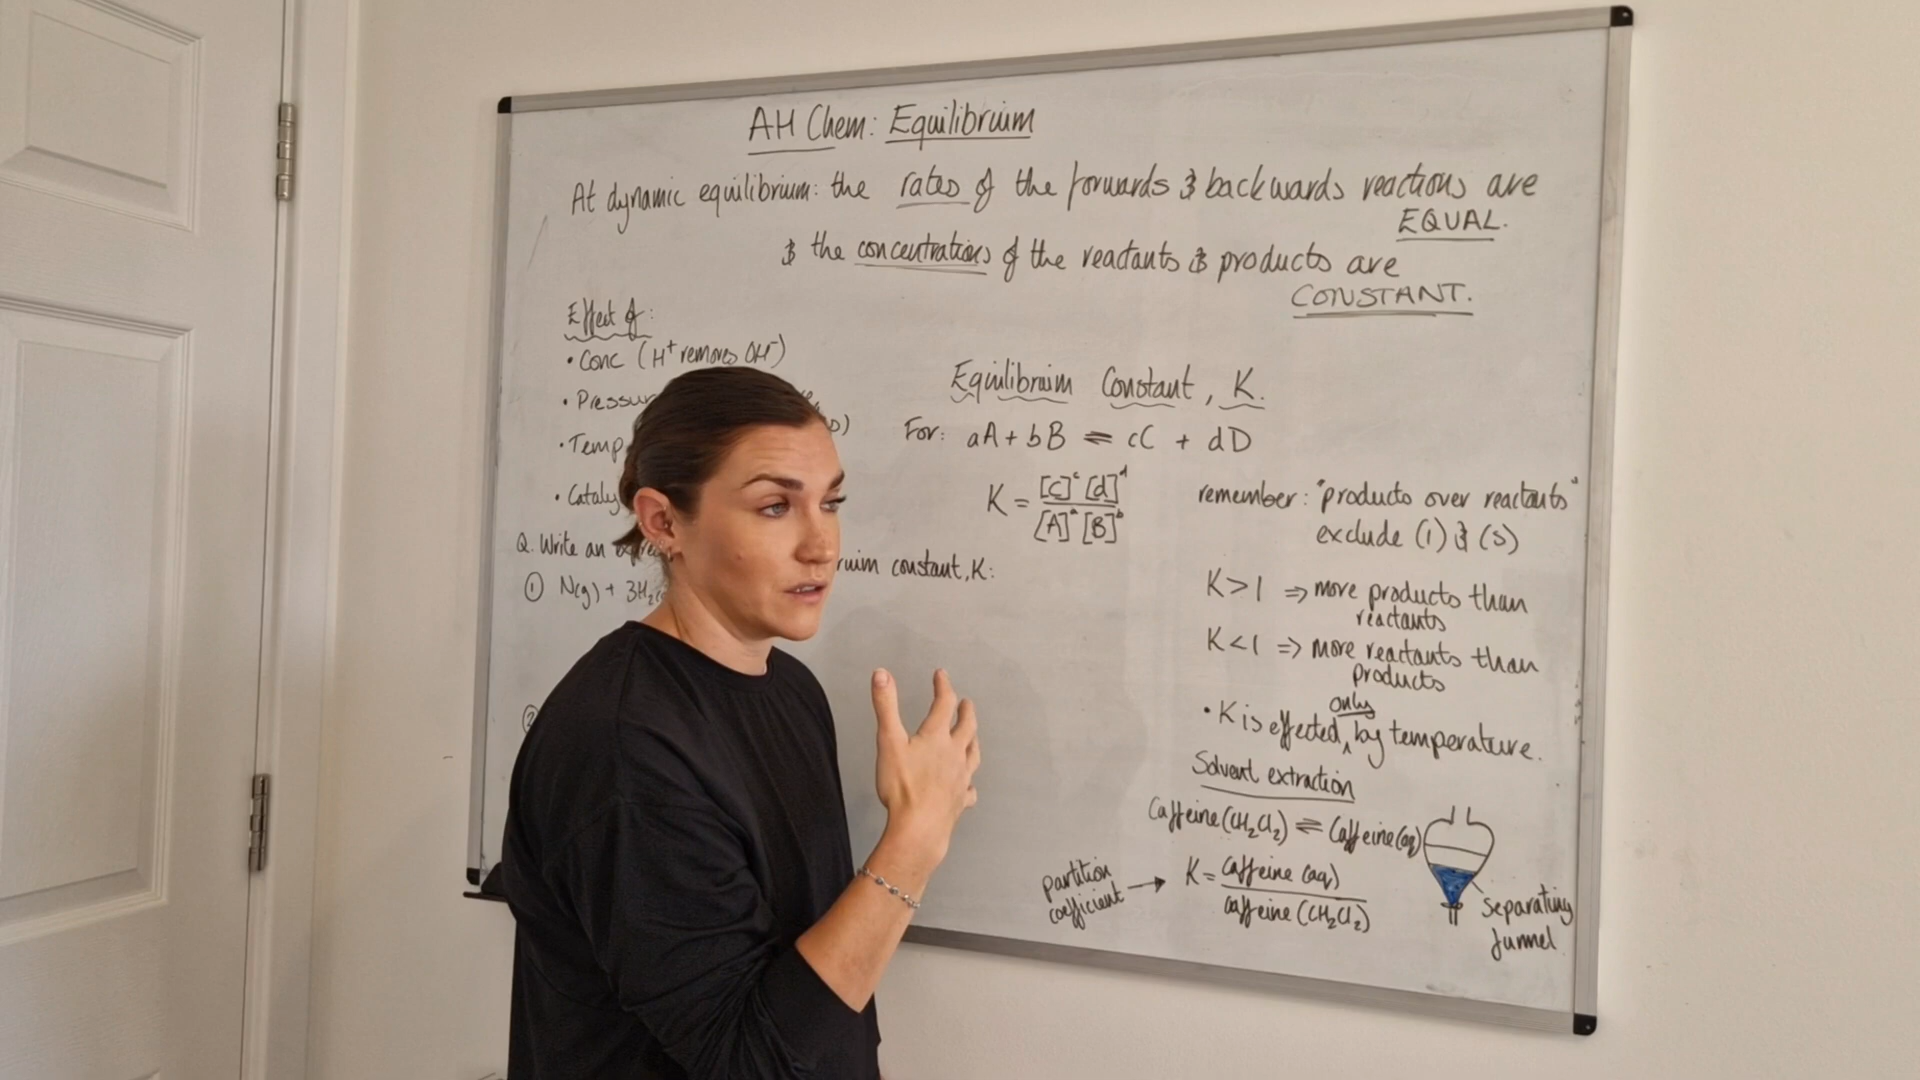 AH Chem: Equilibrium
At dynamic equilibrium: the rates of the forwards & backwards reactions are
EQUAL.
& the concentrations of the reactants & products are
CONSTANT.
Effect of:
• Conc (H⁺ removes OH⁻)
• Pressur
• Temp
• Cataly
Equilibrium Constant, K.
For: aA + bB ⇌ cC + dD
K = [C]ᶜ [d]ᵈ
[A]ᵃ [B]ᵇ
remember: "products over reactants"
exclude (l) & (s)
Q. Write an
constant, K:
① N(g) + 3H₂
②
K > 1 ⇒ more products than
reactants
K < 1 ⇒ more reactants than
products
• K is effected only by temperature.
Solvent extraction
Caffeine (CH₂Cl₂) ⇌ Caffeine (aq)
partition
coefficient → K = caffeine (aq)
caffeine (CH₂Cl₂)
separating
funnel